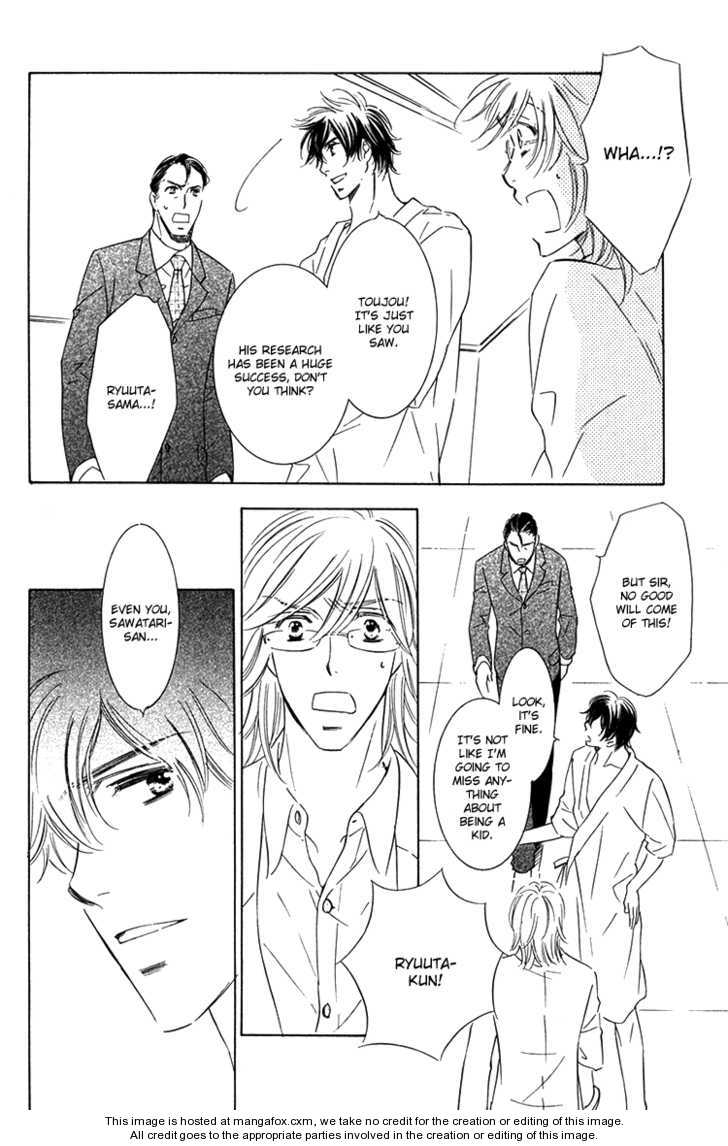 WHA...!?
TOUJOU!
IT'S JUST
LIKE YOU
SAW.
HIS RESEARCH
HAS BEEN A HUGE
SUCCESS, DON'T
YOU THINK?
RYUUTA-
SAMA...!
BUT SIR,
NO GOOD
WILL COME
OF THIS!
LOOK,
IT'S
FINE.
IT'S NOT
LIKE I'M
GOING TO
MISS ANY-
THING
ABOUT
BEING A
KID.
RYUUTA-
KUN!
EVEN YOU,
SAWATARI-
SAN...
This image is hosted at mangafox.cxm, we take no credit for the creation or editing of this image.
All credit goes to the appropriate parties involved in the creation or editing of this image.